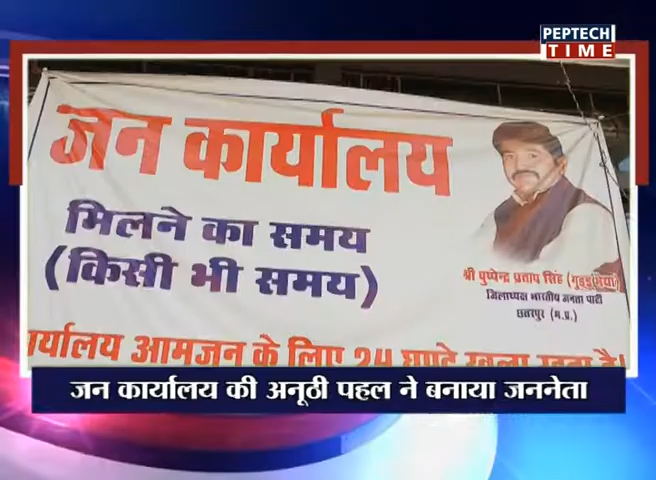 PEPTECH
TIME
जन कार्यालय
मिलने का समय
(किसी भी समय)
श्री पुष्पेन्द्र प्रताप सिंह (गुड्डू भैया)
जिलाध्यक्ष भारतीय जनता पार्टी
छतरपुर (म.प्र.)
कार्यालय आमजन के लिए 24 घण्टे खुला रहता है।
जन कार्यालय की अनूठी पहल ने बनाया जननेता